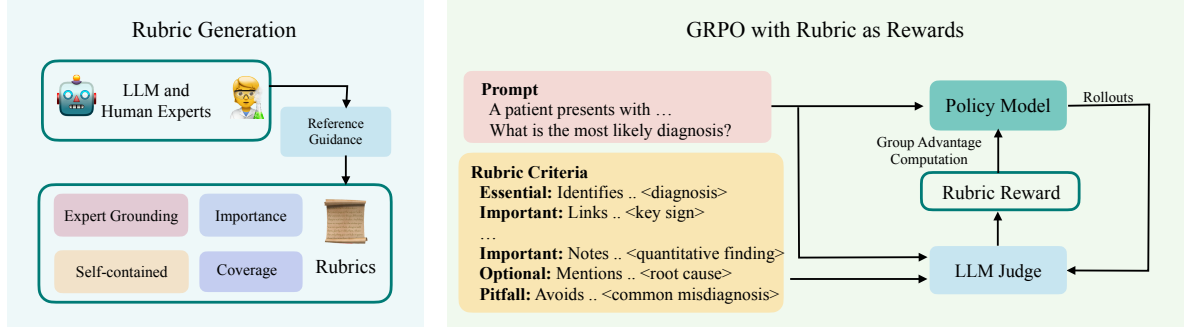 Rubric Generation
LLM and
Human Experts
Reference
Guidance
Expert Grounding
Importance
Self-contained
Coverage
Rubrics
GRPO with Rubric as Rewards
Prompt
A patient presents with …
What is the most likely diagnosis?
Rubric Criteria
Essential: Identifies .. <diagnosis>
Important: Links .. <key sign>
…
Important: Notes .. <quantitative finding>
Optional: Mentions .. <root cause>
Pitfall: Avoids .. <common misdiagnosis>
Policy Model
Rollouts
Group Advantage
Computation
Rubric Reward
LLM Judge